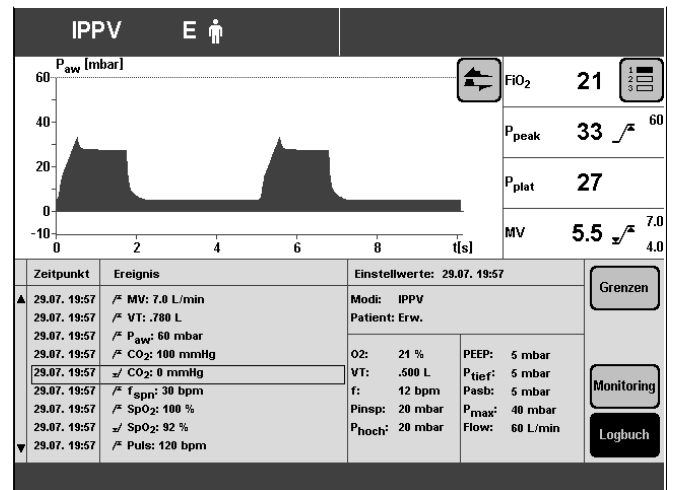 IPPV E
Paw [mbar]
60
40
20
0
-10
0 2 4 6 8 t[s]
FiO2 21
1
2
3
Ppeak 33 60
Pplat 27
MV 5.5 7.0
4.0
Zeitpunkt Ereignis
29.07. 19:57 MV: 7.0 L/min
29.07. 19:57 VT: .780 L
29.07. 19:57 Paw: 60 mbar
29.07. 19:57 CO2: 100 mmHg
29.07. 19:57 CO2: 0 mmHg
29.07. 19:57 fspn: 30 bpm
29.07. 19:57 SpO2: 100 %
29.07. 19:57 SpO2: 92 %
29.07. 19:57 Puls: 120 bpm
Einstellwerte: 29.07. 19:57
Modi: IPPV
Patient: Erw.
O2: 21 % PEEP: 5 mbar
VT: .500 L Ptief: 5 mbar
f: 12 bpm Pasb: 5 mbar
Pinsp: 20 mbar Pmax: 40 mbar
Phoch: 20 mbar Flow: 60 L/min
Grenzen
Monitoring
Logbuch